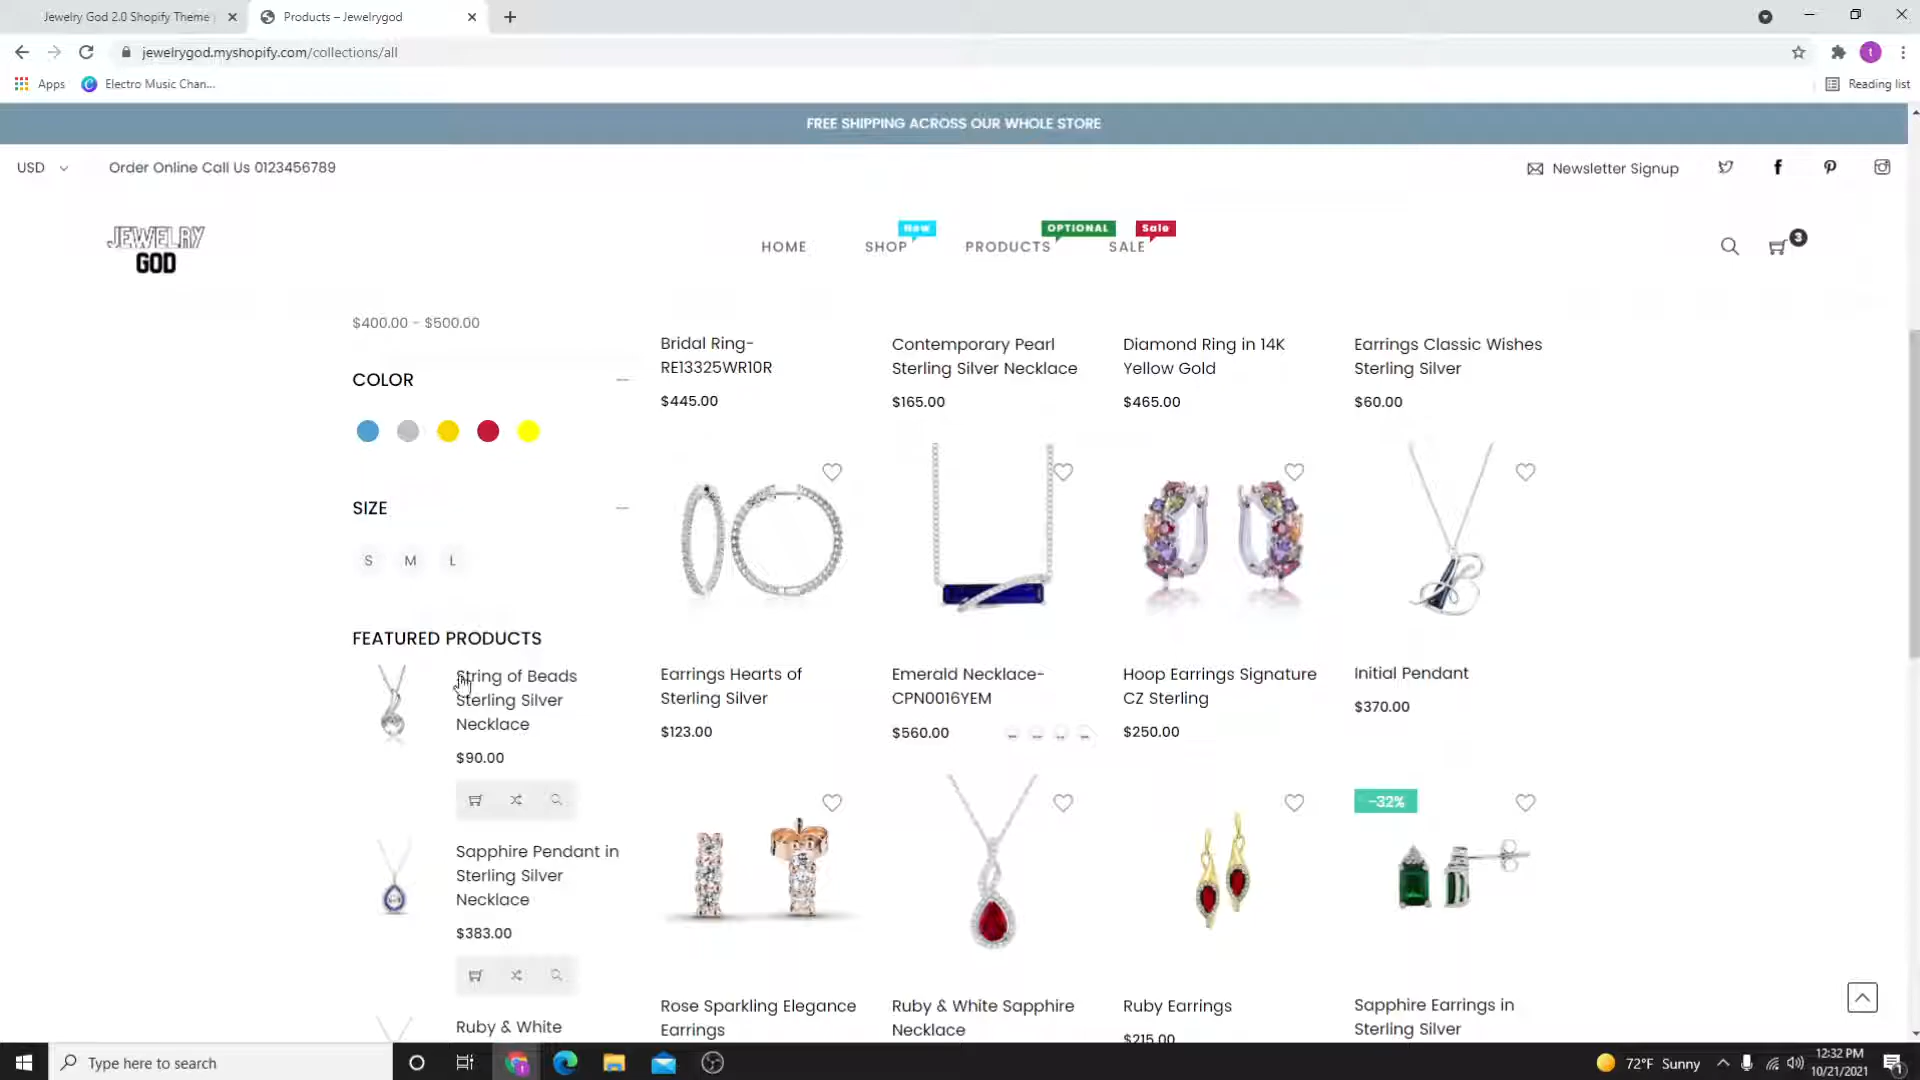 Jewelry God 2.0 Shopify Theme
Products – Jewelrygod
jewelrygod.myshopify.com/collections/all
Apps
Electro Music Chan...
Reading list
FREE SHIPPING ACROSS OUR WHOLE STORE
USD
Order Online Call Us 0123456789
Newsletter Signup
JEWELRY
GOD
HOME
SHOP
New
PRODUCTS
OPTIONAL
SALE
Sale
3
$400.00 - $500.00
COLOR
SIZE
S
M
L
FEATURED PRODUCTS
String of Beads
Sterling Silver
Necklace
$90.00
Sapphire Pendant in
Sterling Silver
Necklace
$383.00
Ruby & White
Bridal Ring-
RE13325WR10R
$445.00
Contemporary Pearl
Sterling Silver Necklace
$165.00
Diamond Ring in 14K
Yellow Gold
$465.00
Earrings Classic Wishes
Sterling Silver
$60.00
Earrings Hearts of
Sterling Silver
$123.00
Emerald Necklace-
CPN0016YEM
$560.00
Hoop Earrings Signature
CZ Sterling
$250.00
Initial Pendant
$370.00
-32%
Rose Sparkling Elegance
Earrings
Ruby & White Sapphire
Necklace
Ruby Earrings
$215.00
Sapphire Earrings in
Sterling Silver
Type here to search
72°F Sunny
12:32 PM
10/21/2021
1